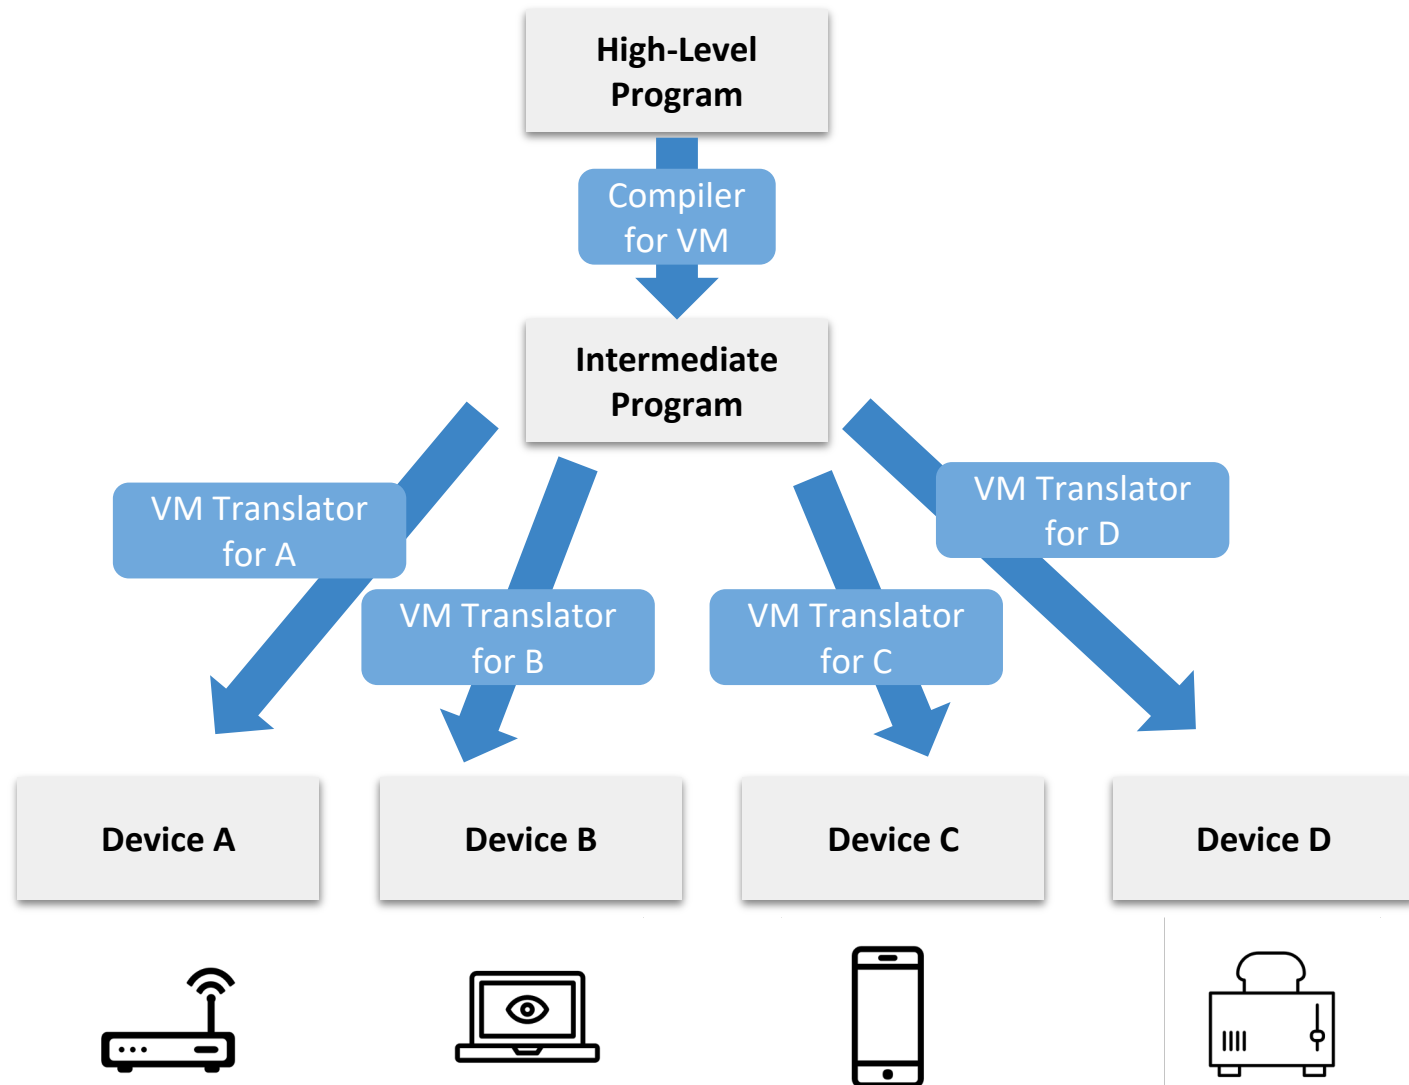 High-Level
Program
Compiler
for VM
Intermediate
Program
VM Translator
for A
VM Translator
for B
VM Translator
for C
VM Translator
for D
Device A
Device B
Device C
Device D